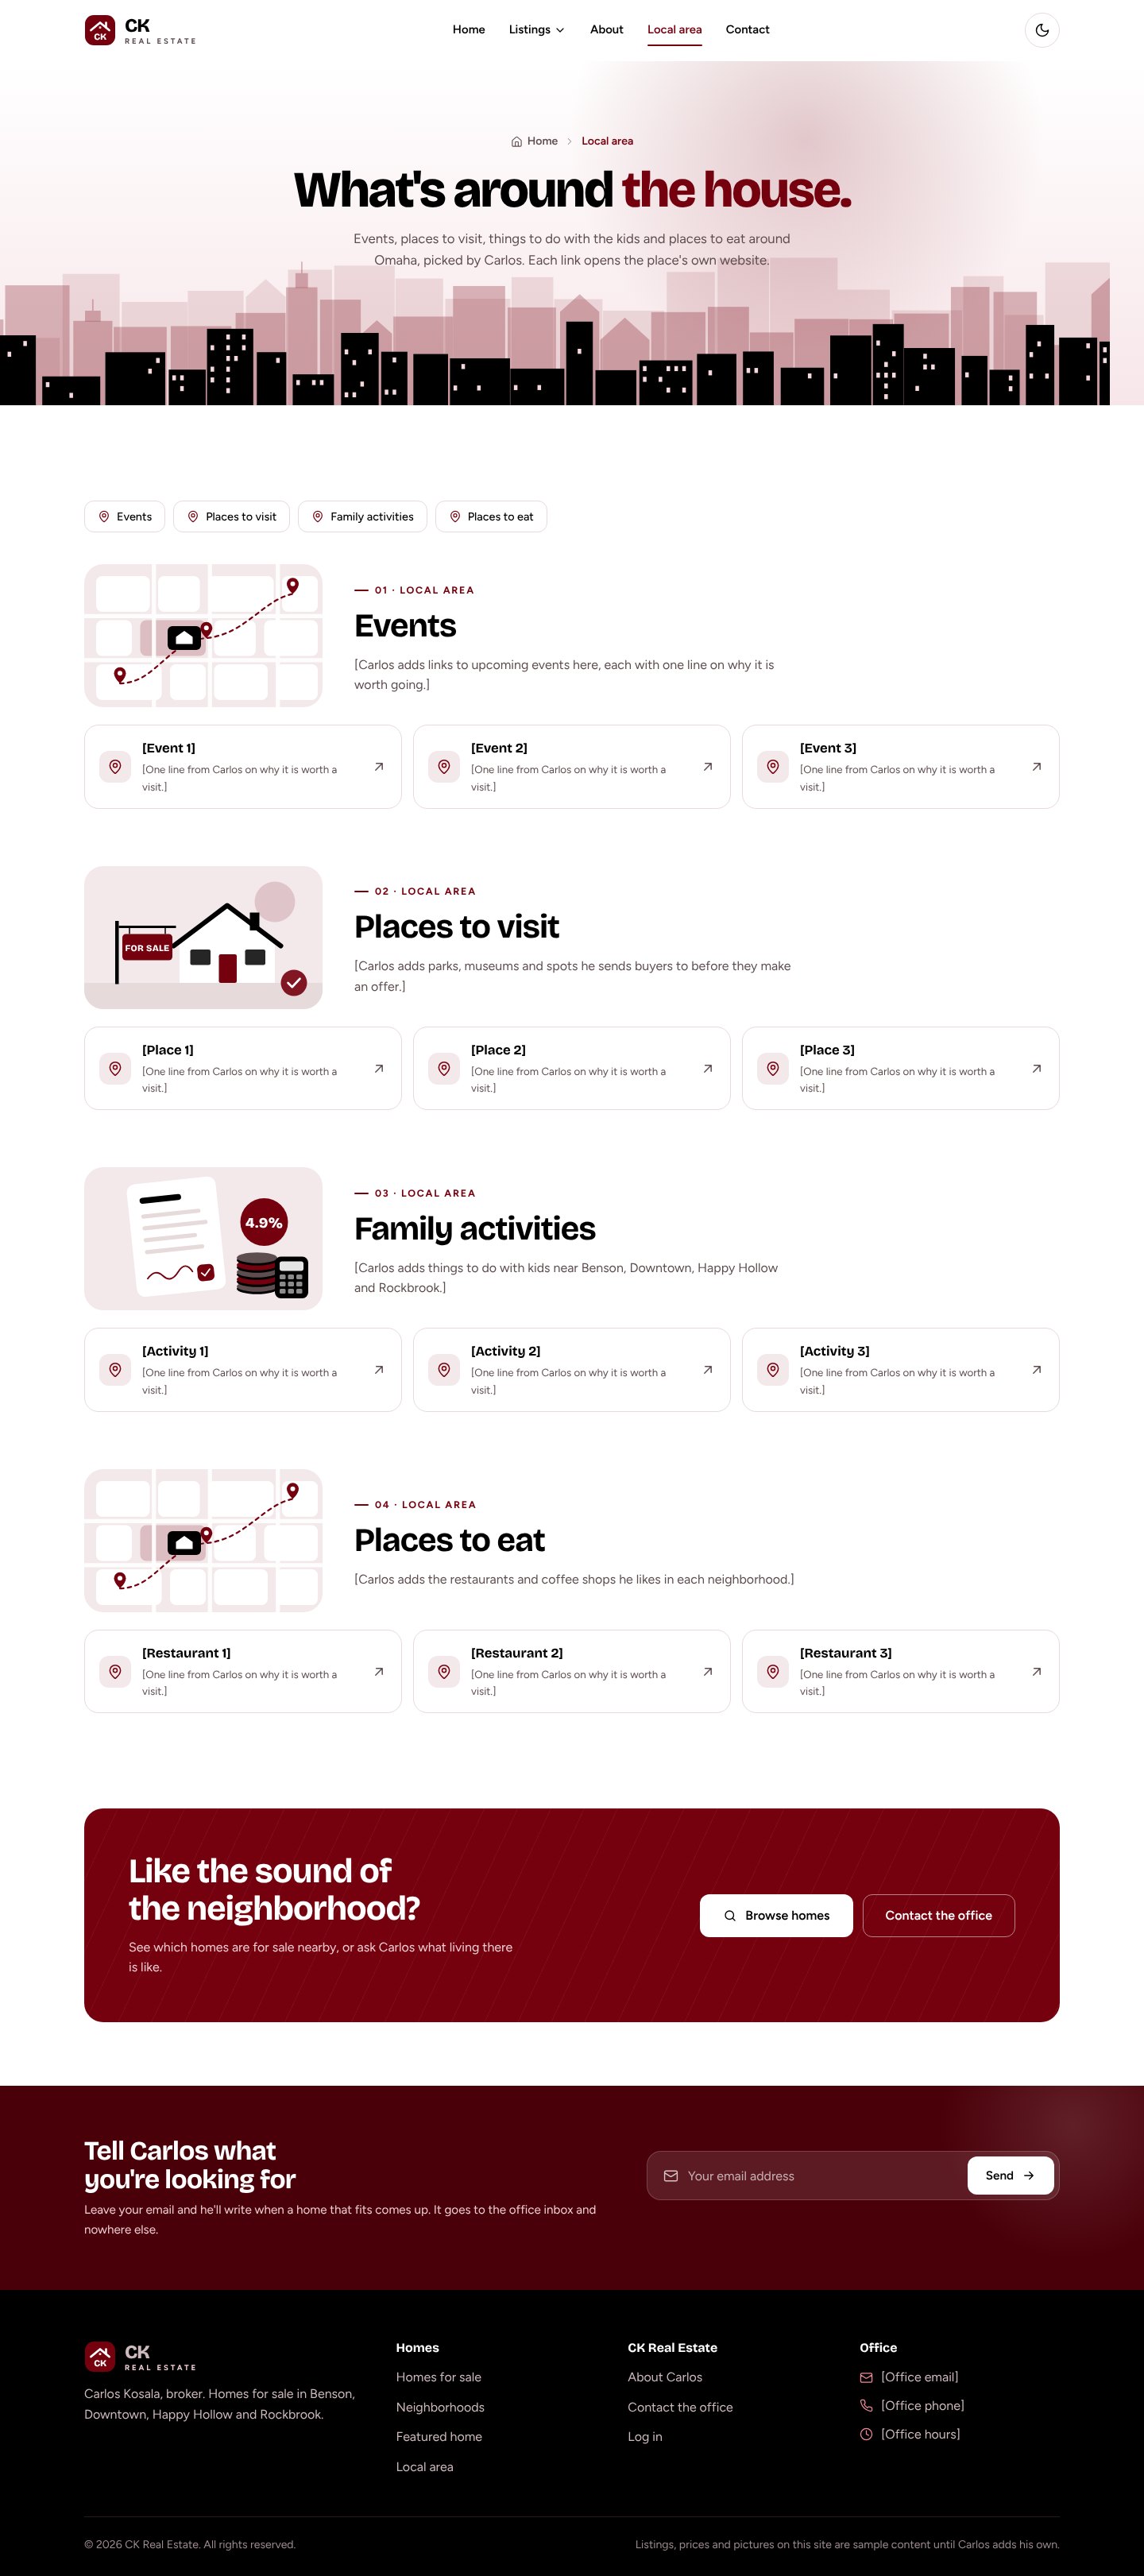 CK
CK
REAL ESTATE
Home
Listings
About
Local area
Contact
Home
Local area
What's around the house.
Events, places to visit, things to do with the kids and places to eat around
Omaha, picked by Carlos. Each link opens the place's own website.
Events
Places to visit
Family activities
Places to eat
01 · LOCAL AREA
Events
[Carlos adds links to upcoming events here, each with one line on why it is
worth going.]
[Event 1]
[One line from Carlos on why it is worth a
visit.]
[Event 2]
[One line from Carlos on why it is worth a
visit.]
[Event 3]
[One line from Carlos on why it is worth a
visit.]
FOR SALE
02 · LOCAL AREA
Places to visit
[Carlos adds parks, museums and spots he sends buyers to before they make
an offer.]
[Place 1]
[One line from Carlos on why it is worth a
visit.]
[Place 2]
[One line from Carlos on why it is worth a
visit.]
[Place 3]
[One line from Carlos on why it is worth a
visit.]
4.9%
03 · LOCAL AREA
Family activities
[Carlos adds things to do with kids near Benson, Downtown, Happy Hollow
and Rockbrook.]
[Activity 1]
[One line from Carlos on why it is worth a
visit.]
[Activity 2]
[One line from Carlos on why it is worth a
visit.]
[Activity 3]
[One line from Carlos on why it is worth a
visit.]
04 · LOCAL AREA
Places to eat
[Carlos adds the restaurants and coffee shops he likes in each neighborhood.]
[Restaurant 1]
[One line from Carlos on why it is worth a
visit.]
[Restaurant 2]
[One line from Carlos on why it is worth a
visit.]
[Restaurant 3]
[One line from Carlos on why it is worth a
visit.]
Like the sound of
the neighborhood?
See which homes are for sale nearby, or ask Carlos what living there
is like.
Browse homes
Contact the office
Tell Carlos what
you're looking for
Leave your email and he'll write when a home that fits comes up. It goes to the office inbox and
nowhere else.
Your email address
Send
CK
CK
REAL ESTATE
Carlos Kosala, broker. Homes for sale in Benson,
Downtown, Happy Hollow and Rockbrook.
Homes
Homes for sale
Neighborhoods
Featured home
Local area
CK Real Estate
About Carlos
Contact the office
Log in
Office
[Office email]
[Office phone]
[Office hours]
© 2026 CK Real Estate. All rights reserved.
Listings, prices and pictures on this site are sample content until Carlos adds his own.